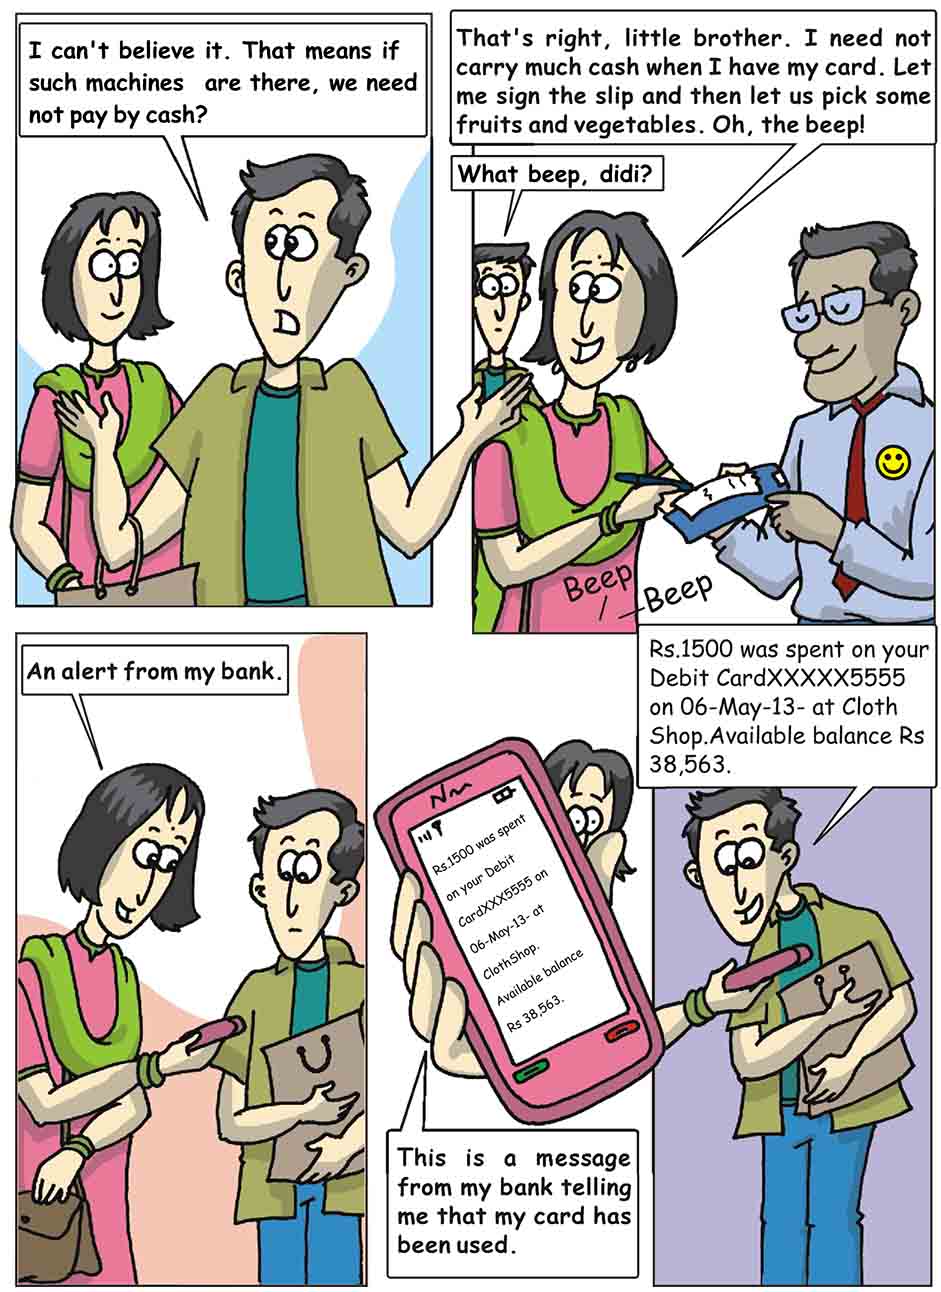 I can't believe it. That means if
such machines are there, we need
not pay by cash?
That's right, little brother. I need not
carry much cash when I have my card. Let
me sign the slip and then let us pick some
fruits and vegetables. Oh, the beep!
What beep, didi?
Beep
Beep
An alert from my bank.
Rs.1500 was spent
on your Debit
CardXXX5555 on
06-May-13- at
ClothShop.
Available balance
Rs 38,563.
This is a message
from my bank telling
me that my card has
been used.
Rs.1500 was spent on your
Debit CardXXXXX5555
on 06-May-13- at Cloth
Shop.Available balance Rs
38,563.